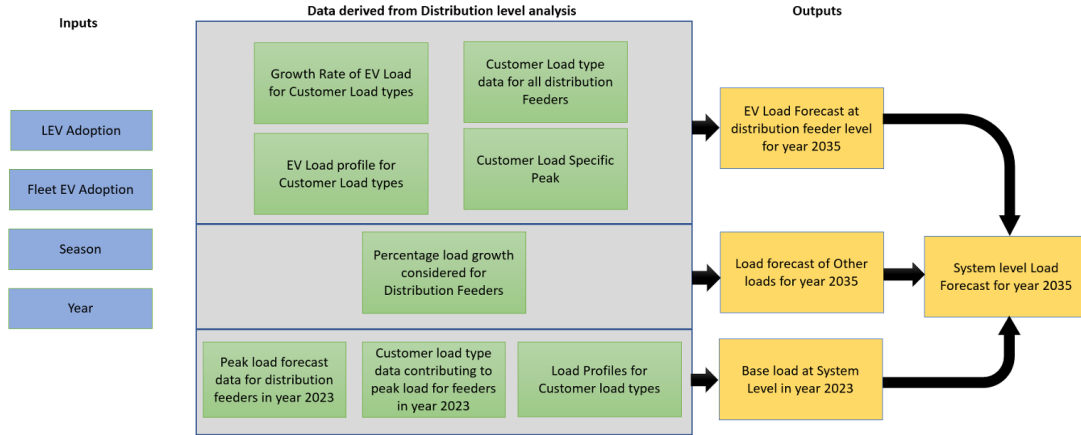 Data derived from Distribution level analysis
Outputs
Inputs
Growth Rate of EV Load
for Customer Load types
Customer Load type
data for all distribution
Feeders
EV Load profile for
Customer Load types
Customer Load Specific
Peak
EV Load Forecast at
distribution feeder level
for year 2035
LEV Adoption
Fleet EV Adoption
Season
Year
Percentage load growth
considered for
Distribution Feeders
Load forecast of Other
loads for year 2035
System level Load
Forecast for year 2035
Peak load forecast
data for distribution
feeders in year 2023
Customer load type
data contributing to
peak load for feeders
in year 2023
Load Profiles for
Customer load types
Base load at System
Level in year 2023